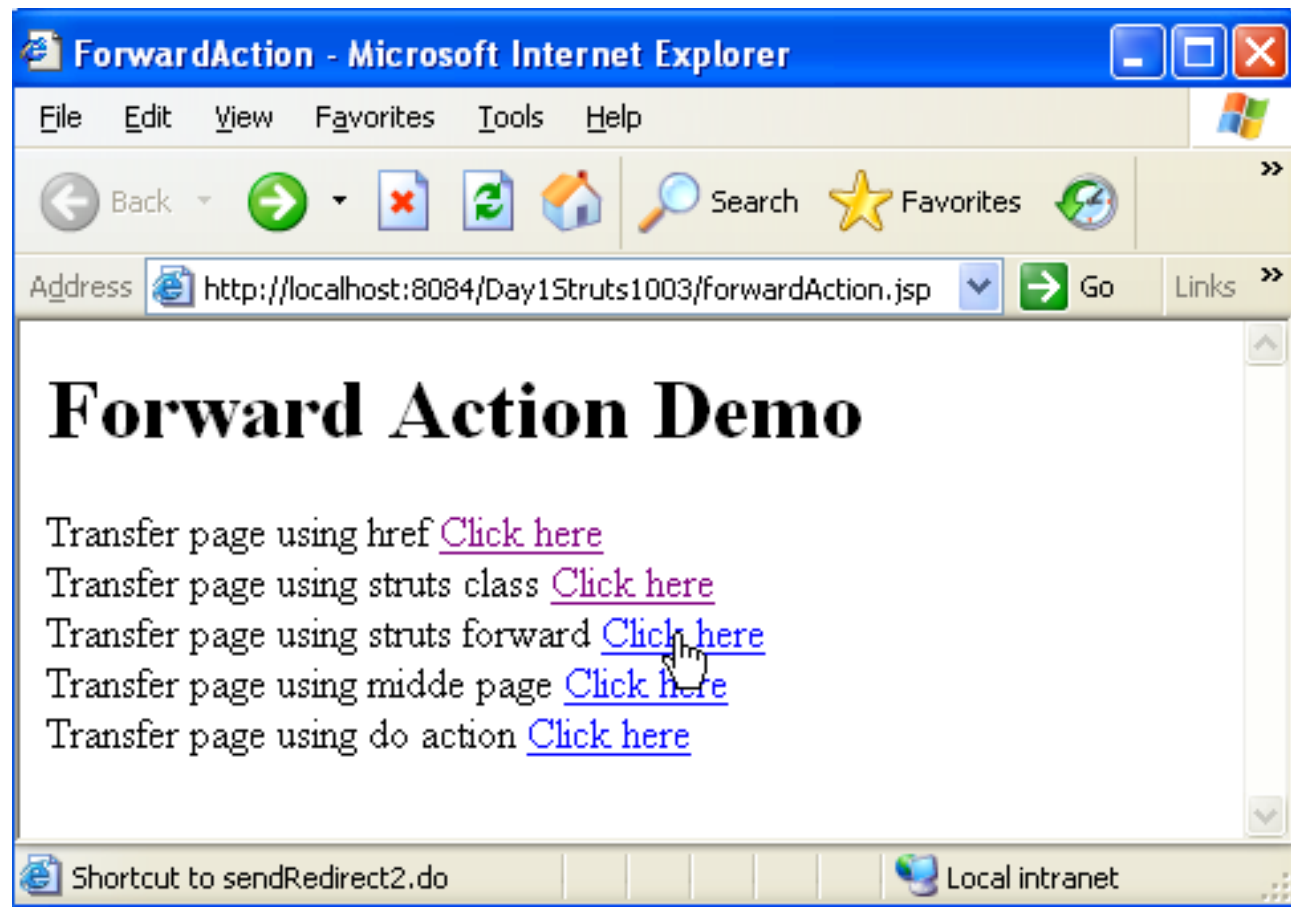 ForwardAction - Microsoft Internet Explorer
File Edit View Favorites Tools Help
Back Search Favorites »
Address http://localhost:8084/Day1Struts1003/forwardAction.jsp Go Links »
Forward Action Demo
Transfer page using href Click here
Transfer page using struts class Click here
Transfer page using struts forward Click here
Transfer page using midde page Click here
Transfer page using do action Click here
Shortcut to sendRedirect2.do Local intranet